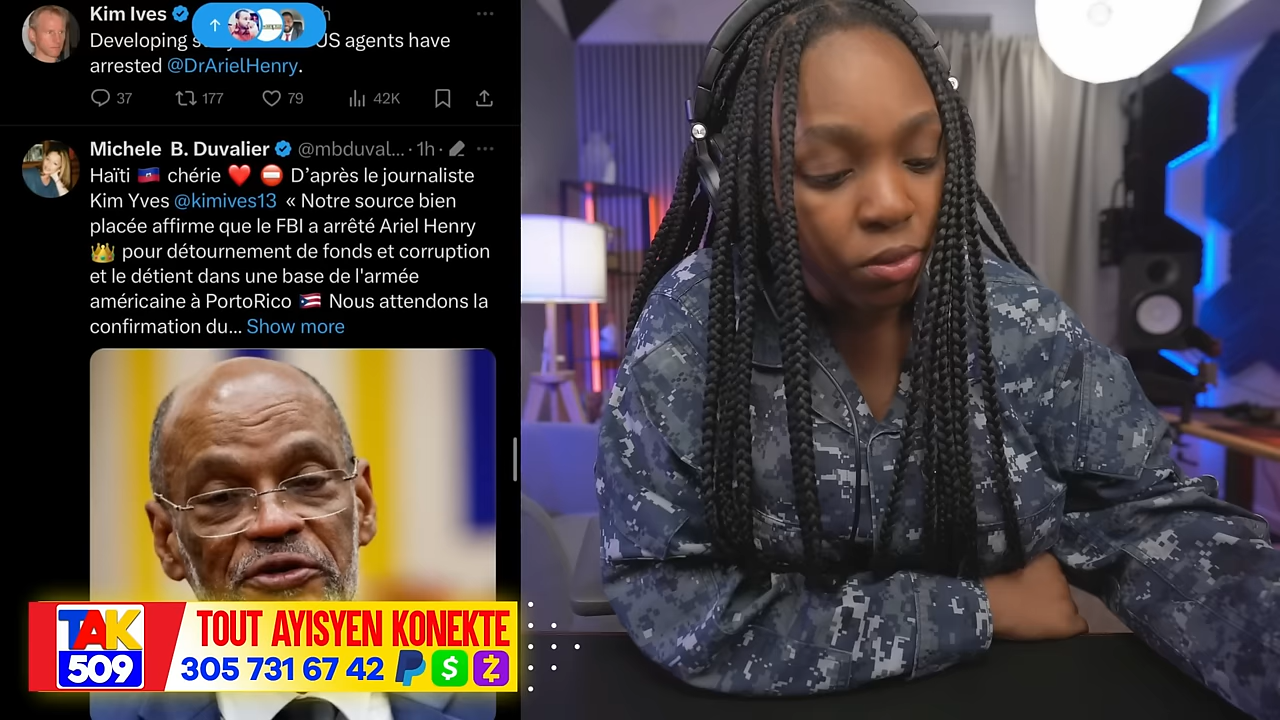 Kim Ives
h
Developing s US agents have
arrested @DrArielHenry.
37 177 79 42K
Michele B. Duvalier @mbduval... · 1h ·
Haïti 🇭🇹 chérie ❤️ ⛔ D’après le journaliste
Kim Yves @kimives13 « Notre source bien
placée affirme que le FBI a arrêté Ariel Henry
👑 pour détournement de fonds et corruption
et le détient dans une base de l'armée
américaine à PortoRico 🇵🇷 Nous attendons la
confirmation du... Show more
TAK
509
TOUT AYISYEN KONEKTE
305 731 67 42